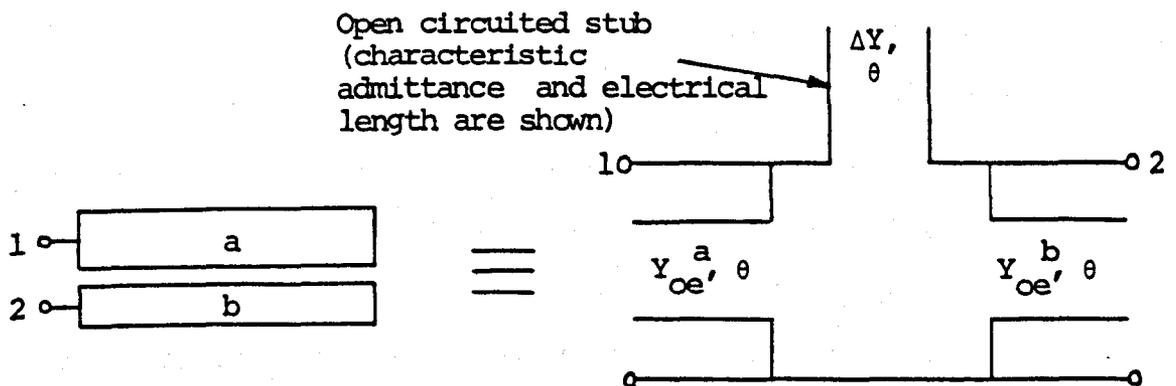 Open circuited stub
(characteristic
admittance and electrical
length are shown)
ΔY,
θ
1
2
1
a
2
b
Y_oe^a, θ
Y_oe^b, θ